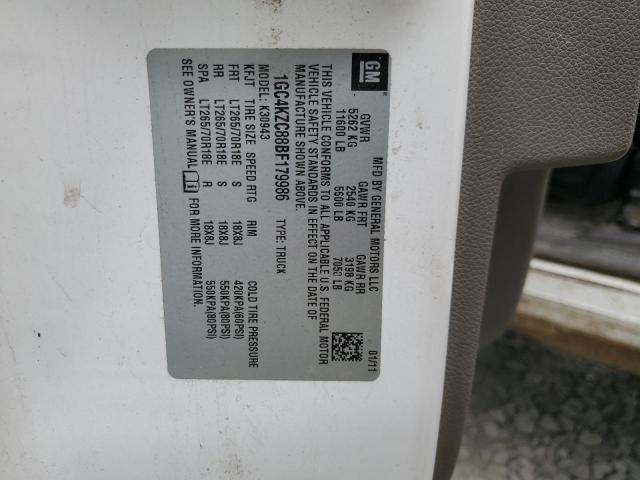 GM
MFD BY GENERAL MOTORS LLC
01/11
GVWR GAWR FRT GAWR RR
5262 KG 2540 KG 3198 KG
11600 LB 5600 LB 7050 LB
THIS VEHICLE CONFORMS TO ALL APPLICABLE U.S. FEDERAL MOTOR
VEHICLE SAFETY STANDARDS IN EFFECT ON THE DATE OF
MANUFACTURE SHOWN ABOVE.
1GC4KZC88BF179986 TYPE: TRUCK
MODEL: K30943
KFJT TIRE SIZE SPEED RTG RIM COLD TIRE PRESSURE
FRT LT265/70R18E S 18X8J 420KPA(60PSI)
RR LT265/70R18E S 18X8J 550KPA(80PSI)
SPA LT265/70R18E R 18X8J 550KPA(80PSI)
SEE OWNER'S MANUAL FOR MORE INFORMATION.